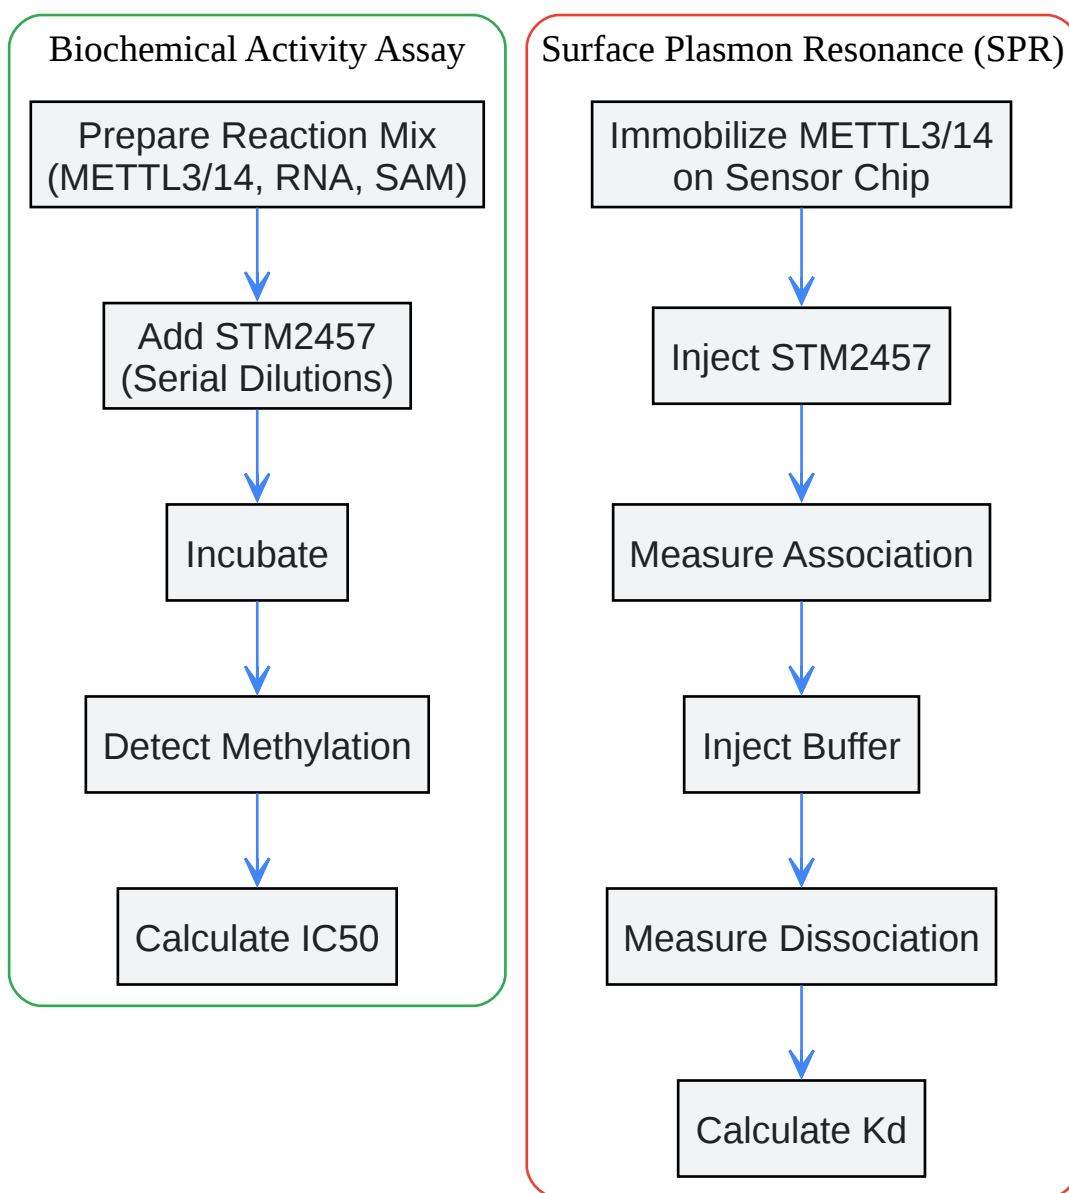 Biochemical Activity Assay
Prepare Reaction Mix
(METTL3/14, RNA, SAM)
Add STM2457
(Serial Dilutions)
Incubate
Detect Methylation
Calculate IC50
Surface Plasmon Resonance (SPR)
Immobilize METTL3/14
on Sensor Chip
Inject STM2457
Measure Association
Inject Buffer
Measure Dissociation
Calculate Kd